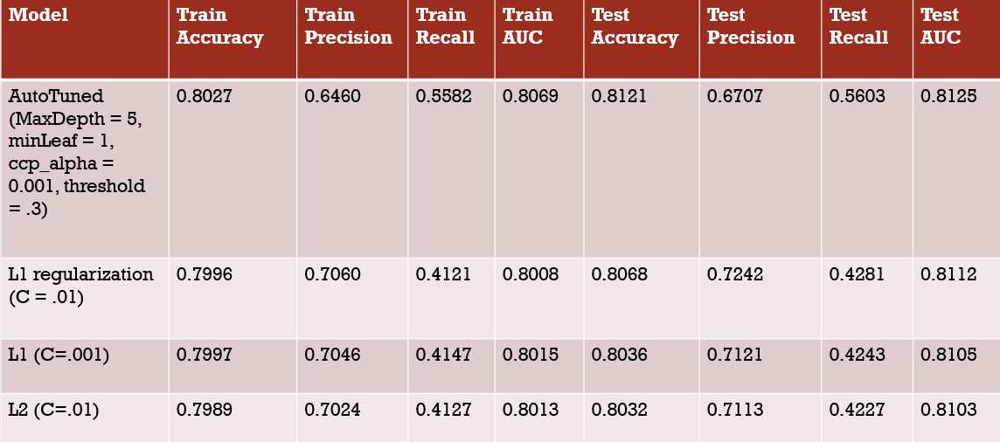 Model Train Accuracy Train Precision Train Recall Train AUC Test Accuracy Test Precision Test Recall Test AUC
AutoTuned (MaxDepth = 5, minLeaf = 1, ccp_alpha = 0.001, threshold = .3) 0.8027 0.6460 0.5582 0.8069 0.8121 0.6707 0.5603 0.8125
L1 regularization (C = .01) 0.7996 0.7060 0.4121 0.8008 0.8068 0.7242 0.4281 0.8112
L1 (C=.001) 0.7997 0.7046 0.4147 0.8015 0.8036 0.7121 0.4243 0.8105
L2 (C=.01) 0.7989 0.7024 0.4127 0.8013 0.8032 0.7113 0.4227 0.8103